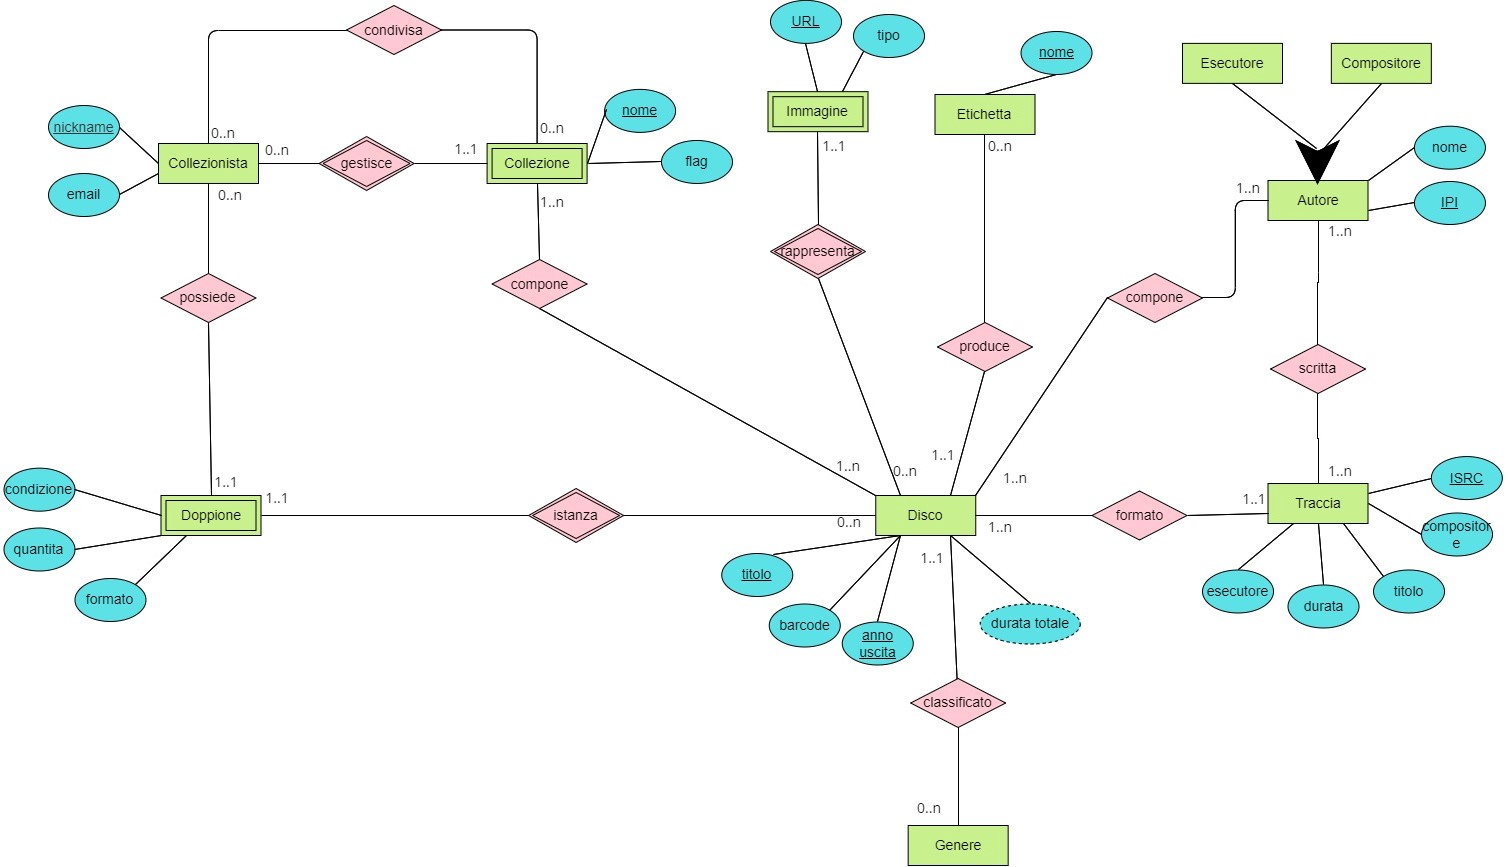 condivisa
URL
tipo
nome
Esecutore
Compositore
nickname
email
Collezionista
0..n
0..n
0..n
gestisce
1..1
0..n
Collezione
1..n
nome
flag
Immagine
1..1
Etichetta
0..n
nome
IPI
Autore
1..n
1..n
possiede
compone
rappresenta
produce
compone
scritta
condizione
quantita
formato
1..1
1..1
Doppione
istanza
1..n
0..n
1..1
1..n
0..n
Disco
1..n
1..1
formato
1..1
1..n
Traccia
ISRC
compositor
e
esecutore
durata
titolo
titolo
barcode
anno
uscita
durata totale
classificato
0..n
Genere